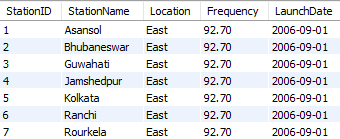 StationID StationName Location Frequency LaunchDate
1 Asansol East 92.70 2006-09-01
2 Bhubaneswar East 92.70 2006-09-01
3 Guwahati East 92.70 2006-09-01
4 Jamshedpur East 92.70 2006-09-01
5 Kolkata East 92.70 2006-09-01
6 Ranchi East 92.70 2006-09-01
7 Rourkela East 92.70 2006-09-01